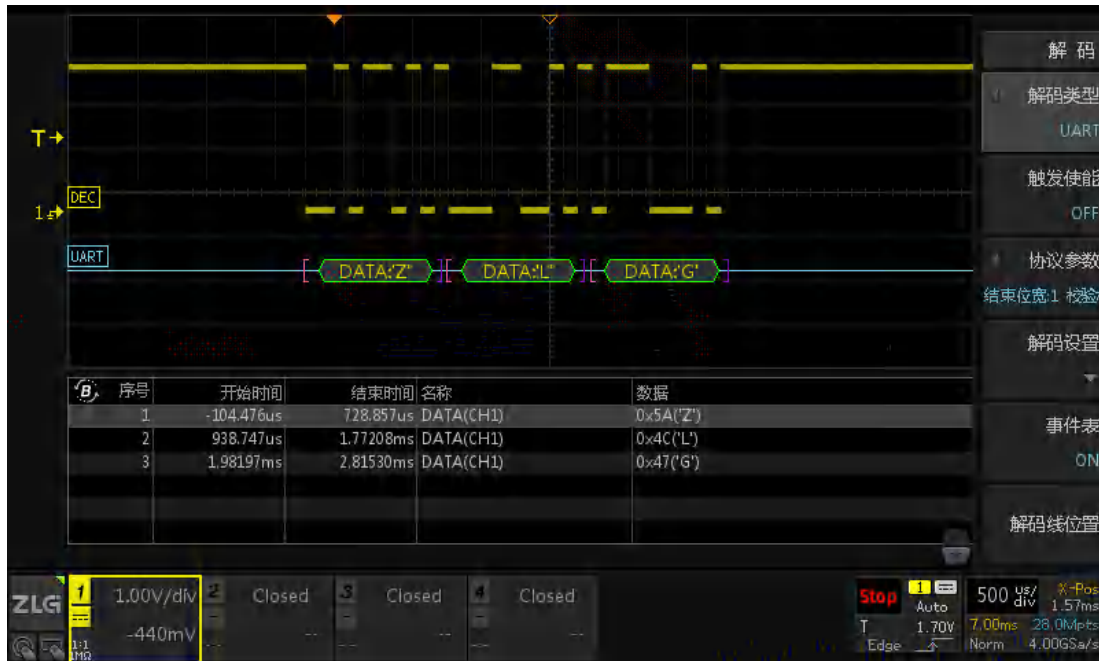 解 码
解码类型
UART
触发使能
OFF
协议参数
结束位宽:1 校验
解码设置
事件表
ON
解码线位置
T
DEC
1
UART
DATA:'Z'
DATA:'L'
DATA:'G'
B 序号 开始时间 结束时间 名称 数据
1 -104.476us 728.857us DATA(CH1) 0x5A('Z')
2 938.747us 1.77208ms DATA(CH1) 0x4C('L')
3 1.98197ms 2.81530ms DATA(CH1) 0x47('G')
ZLG
1 1.00V/div
-440mV
1:1
1MΩ
2 Closed
--
3 Closed
--
4 Closed
--
Stop 1
Auto
T 1.70V
Edge
500 us/div X-Pos
1.57ms
7.00ms 28.0Mpts
Norm 4.00GSa/s